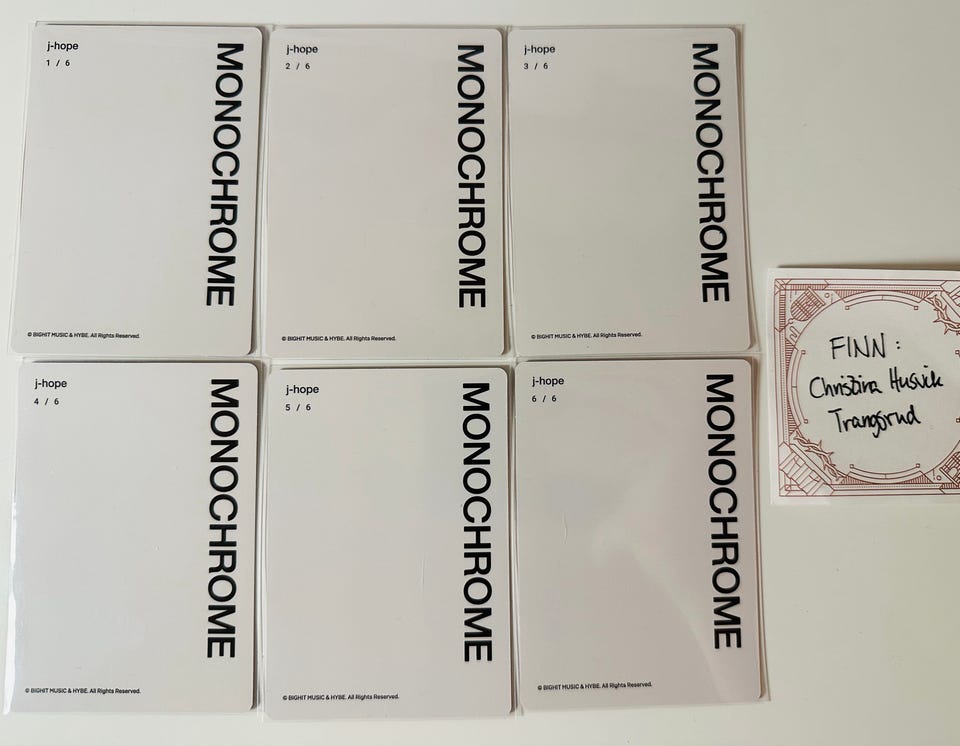 j-hope
1 / 6
MONOCHROME
© BIGHIT MUSIC & HYBE. All Rights Reserved.
j-hope
2 / 6
MONOCHROME
© BIGHIT MUSIC & HYBE. All Rights Reserved.
j-hope
3 / 6
MONOCHROME
© BIGHIT MUSIC & HYBE. All Rights Reserved.
j-hope
4 / 6
MONOCHROME
© BIGHIT MUSIC & HYBE. All Rights Reserved.
j-hope
5 / 6
MONOCHROME
© BIGHIT MUSIC & HYBE. All Rights Reserved.
j-hope
6 / 6
MONOCHROME
© BIGHIT MUSIC & HYBE. All Rights Reserved.
FINN :
Christina Husvik
Trangsrud